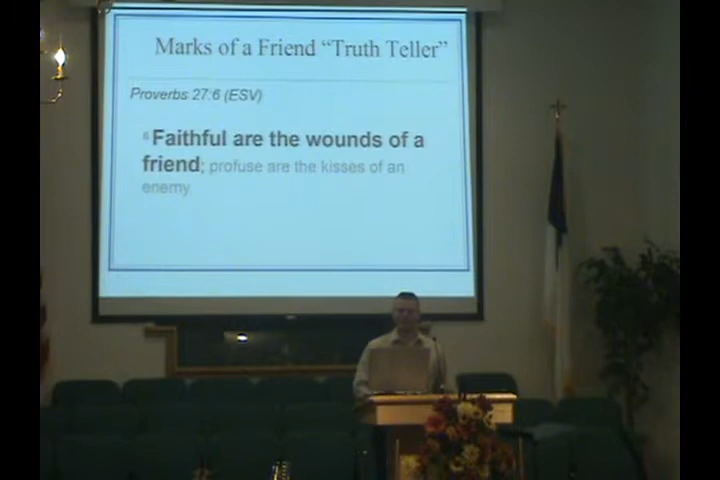 Marks of a Friend “Truth Teller”
Proverbs 27:6 (ESV)
6 Faithful are the wounds of a
friend; profuse are the kisses of an
enemy